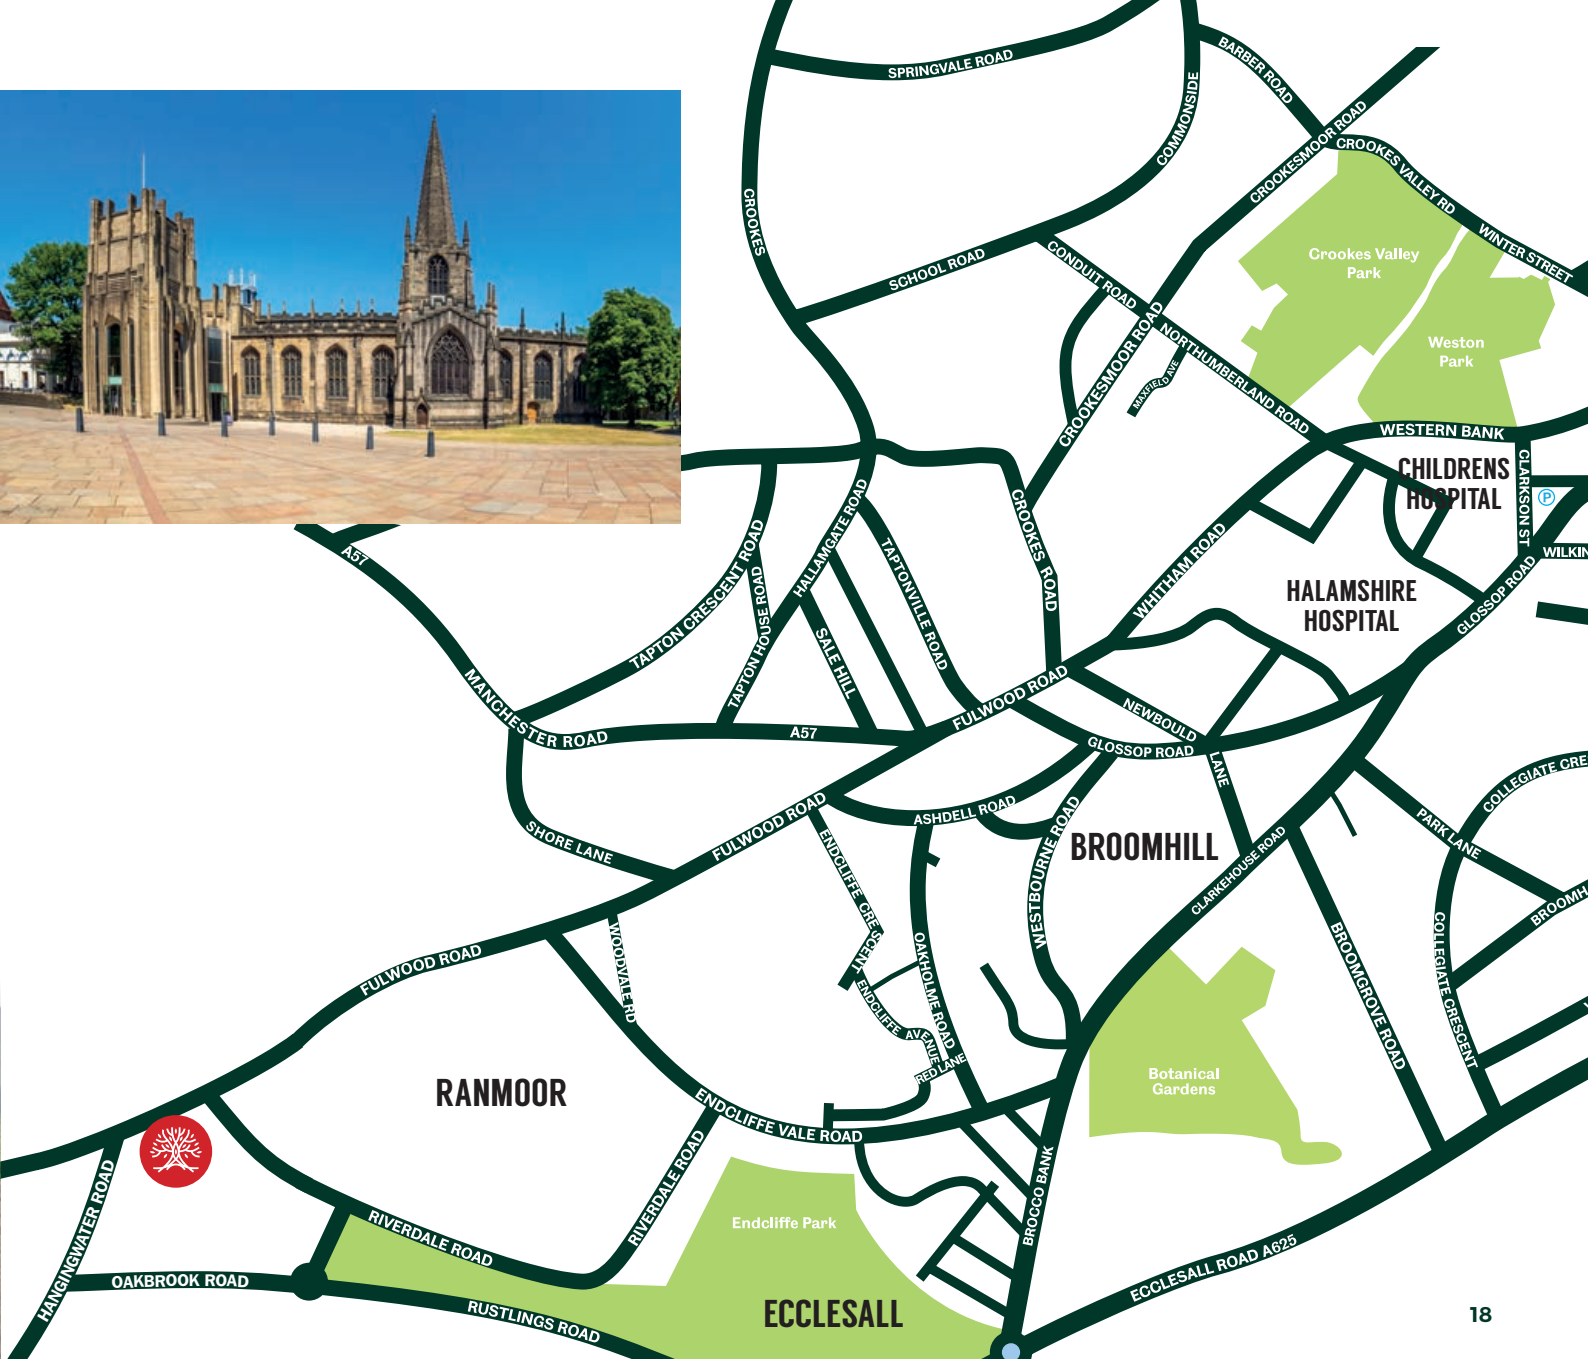 SPRINGVALE ROAD
BARBER ROAD
COMMONSIDE
CROOKESMOOR ROAD
CROOKES VALLEY RD
WINTER STREET
CROOKES
SCHOOL ROAD
CONDUIT ROAD
Crookes Valley
Park
Weston
Park
CROOKESMOOR ROAD
NORTHUMBERLAND ROAD
MAXFIELD AVE
WESTERN BANK
CHILDRENS
HOSPITAL
CLARKSON ST
P
WILKIN
A57
HALLAMGATE ROAD
CROOKES ROAD
TAPTON CRESCENT ROAD
TAPTON HOUSE ROAD
TAPTONVILLE ROAD
SALE HILL
WHITHAM ROAD
HALAMSHIRE
HOSPITAL
GLOSSOP ROAD
MANCHESTER ROAD
A57
FULWOOD ROAD
NEWBOULD
LANE
GLOSSOP ROAD
COLLEGIATE CRE
SHORE LANE
FULWOOD ROAD
ASHDELL ROAD
ENDCLIFFE CRESCENT
WESTBOURNE ROAD
BROOMHILL
CLARKEHOUSE ROAD
PARK LANE
BROOMH
FULWOOD ROAD
WOODVALE RD
OAKHOLME ROAD
ENDCLIFFE AVENUE
RED LANE
BROOMGROVE ROAD
COLLEGIATE CRESCENT
RANMOOR
Botanical
Gardens
ENDCLIFFE VALE ROAD
RIVERDALE ROAD
BROCCO BANK
HANGINGWATER ROAD
RIVERDALE ROAD
Endcliffe Park
OAKBROOK ROAD
RUSTLINGS ROAD
ECCLESALL
ECCLESALL ROAD A625
18